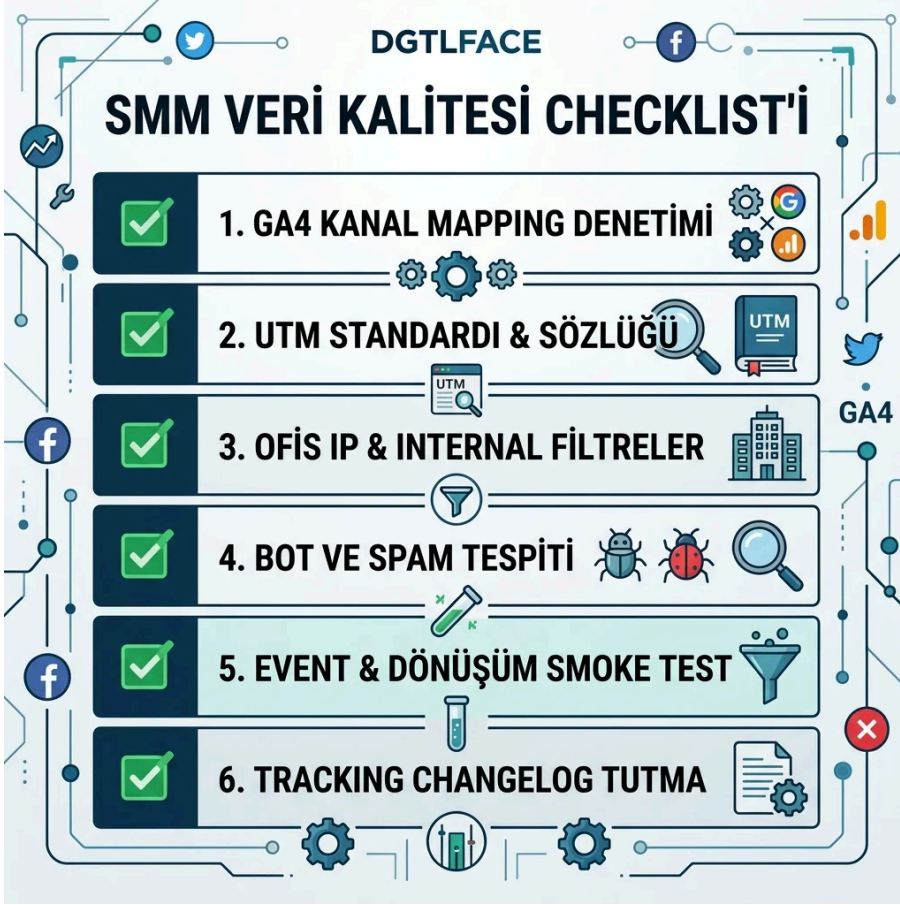 DGTLFACE
SMM VERİ KALİTESİ CHECKLIST'İ
1. GA4 KANAL MAPPING DENETİMİ
2. UTM STANDARDI & SÖZLÜĞÜ
UTM
UTM
3. OFİS IP & INTERNAL FİLTRELER
GA4
4. BOT VE SPAM TESPİTİ
5. EVENT & DÖNÜŞÜM SMOKE TEST
6. TRACKING CHANGELOG TUTMA